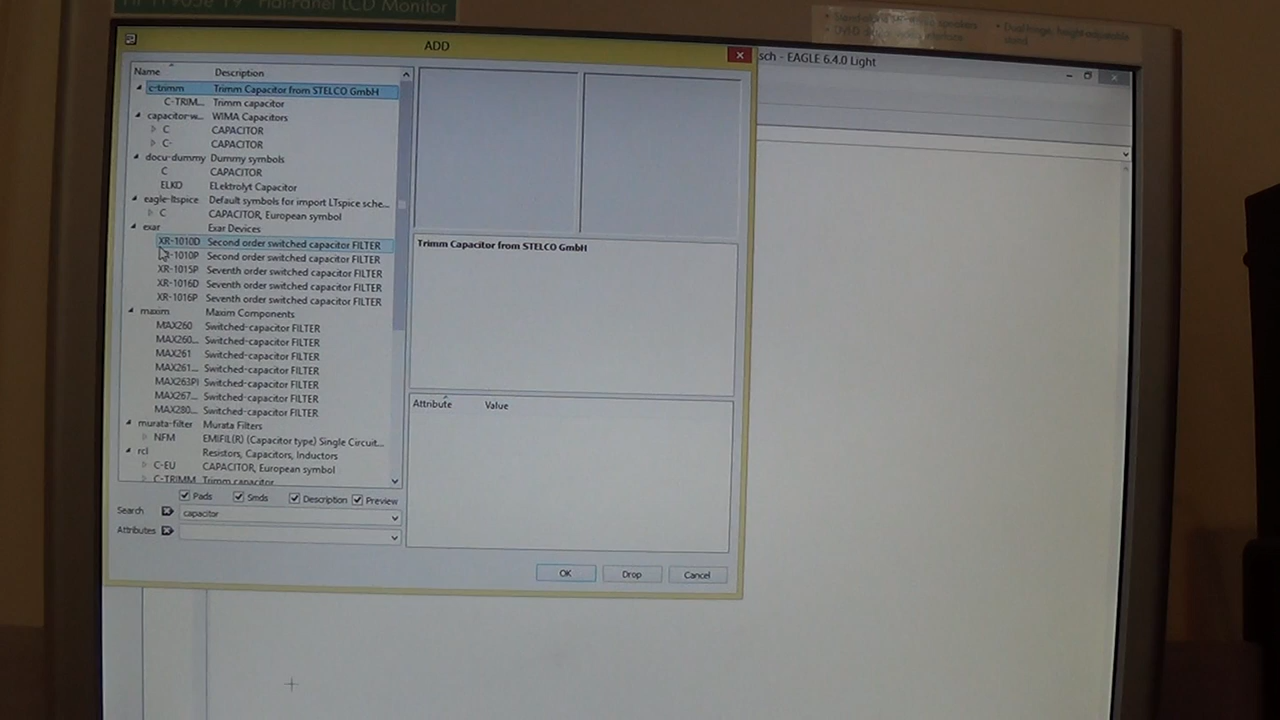 19" Flat-Panel LCD Monitor
sch - EAGLE 6.4.0 Light
ADD
Name Description
c-trimm Trimm Capacitor from STELCO GmbH
C-TRIM... Trimm capacitor
capacitor-w... WIMA Capacitors
C CAPACITOR
C- CAPACITOR
docu-dummy Dummy symbols
C CAPACITOR
ELKO ELektrolyt Capacitor
eagle-ltspice Default symbols for import LTspice sche...
C CAPACITOR, European symbol
exar Exar Devices
XR-1010D Second order switched capacitor FILTER
XR-1010P Second order switched capacitor FILTER
XR-1015P Seventh order switched capacitor FILTER
XR-1016D Seventh order switched capacitor FILTER
XR-1016P Seventh order switched capacitor FILTER
maxim Maxim Components
MAX260 Switched-capacitor FILTER
MAX260... Switched-capacitor FILTER
MAX261 Switched-capacitor FILTER
MAX261... Switched-capacitor FILTER
MAX263PI Switched-capacitor FILTER
MAX267... Switched-capacitor FILTER
MAX280... Switched-capacitor FILTER
murata-filter Murata Filters
NFM EMIFIL(R) (Capacitor type) Single Circuit...
rcl Resistors, Capacitors, Inductors
C-EU CAPACITOR, European symbol
C-TRIMM Trimm capacitor
Pads Smds Description Preview
Search capacitor
Attributes
Trimm Capacitor from STELCO GmbH
Attribute Value
OK Drop Cancel